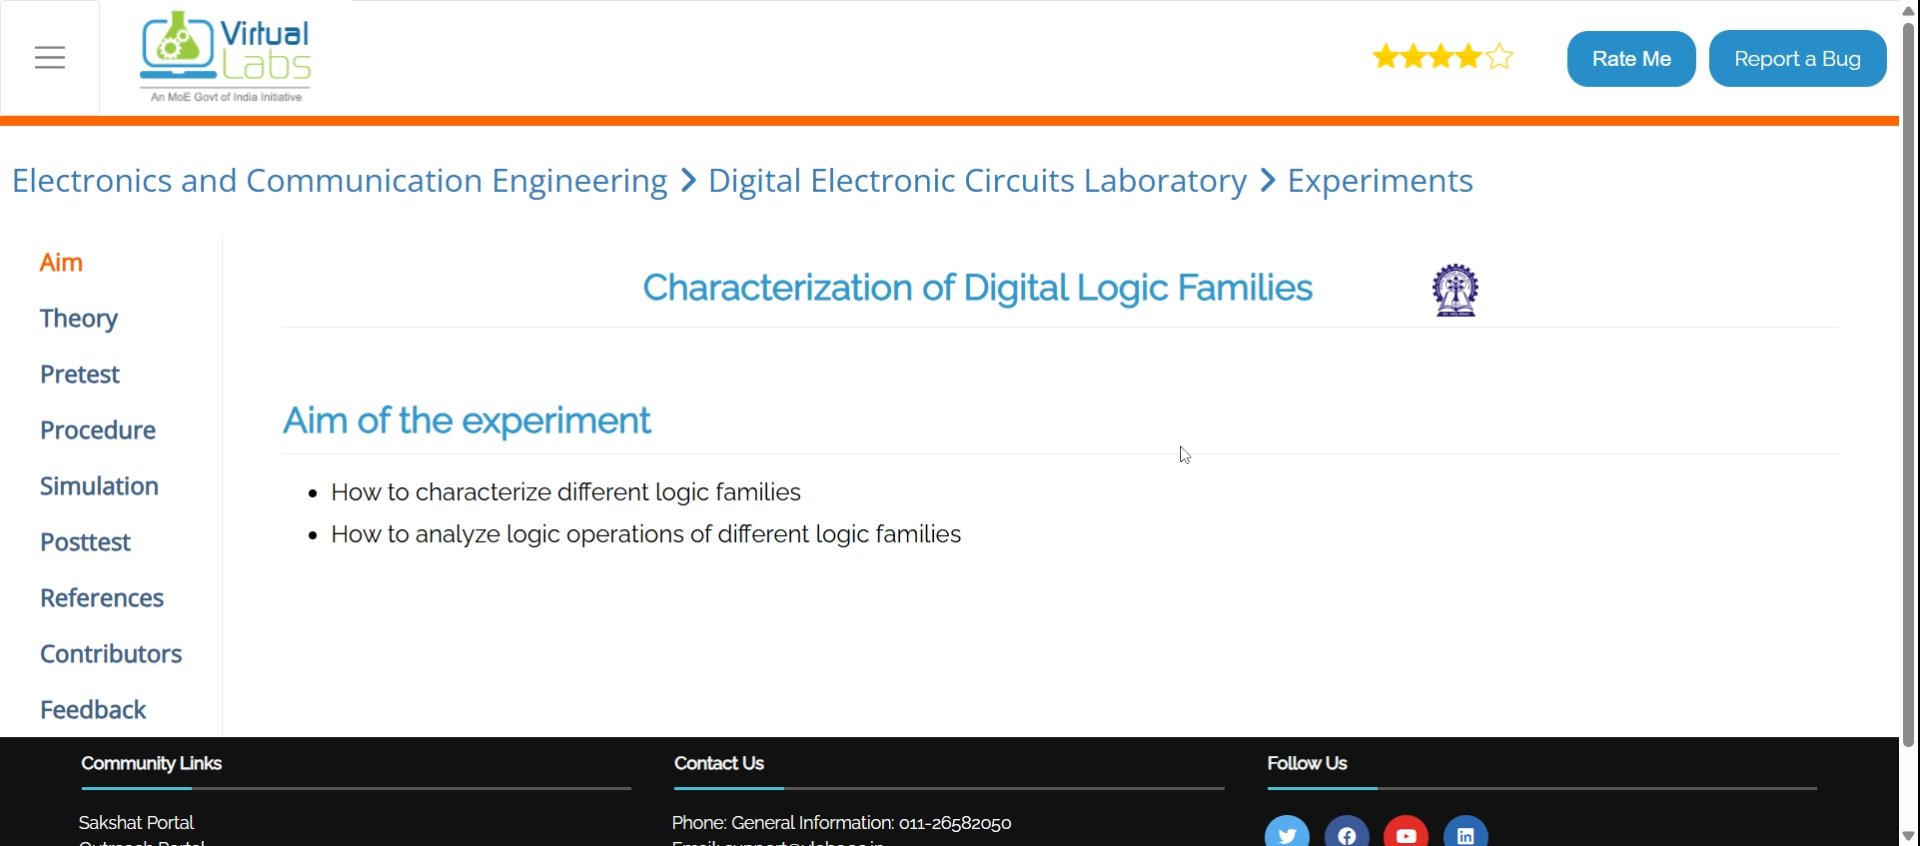 Virtual
Labs
An MoE Govt of India Initiative
Rate Me
Report a Bug
Electronics and Communication Engineering > Digital Electronic Circuits Laboratory > Experiments
Aim
Theory
Pretest
Procedure
Simulation
Posttest
References
Contributors
Feedback
Characterization of Digital Logic Families
Aim of the experiment
• How to characterize different logic families
• How to analyze logic operations of different logic families
Community Links
Sakshat Portal
Contact Us
Phone: General Information: 011-26582050
Follow Us